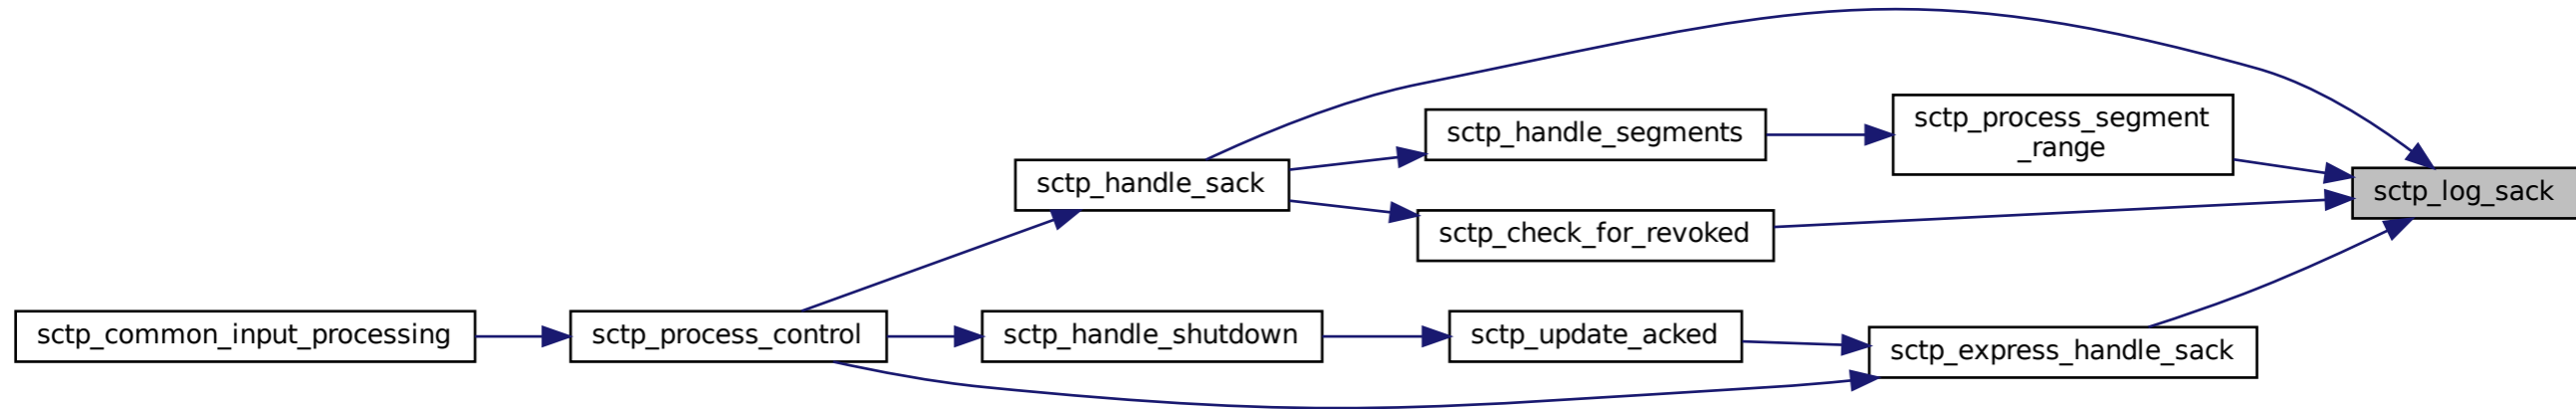 sctp_process_segment
_range
sctp_handle_segments
sctp_handle_sack
sctp_log_sack
sctp_check_for_revoked
sctp_common_input_processing
sctp_process_control
sctp_handle_shutdown
sctp_update_acked
sctp_express_handle_sack